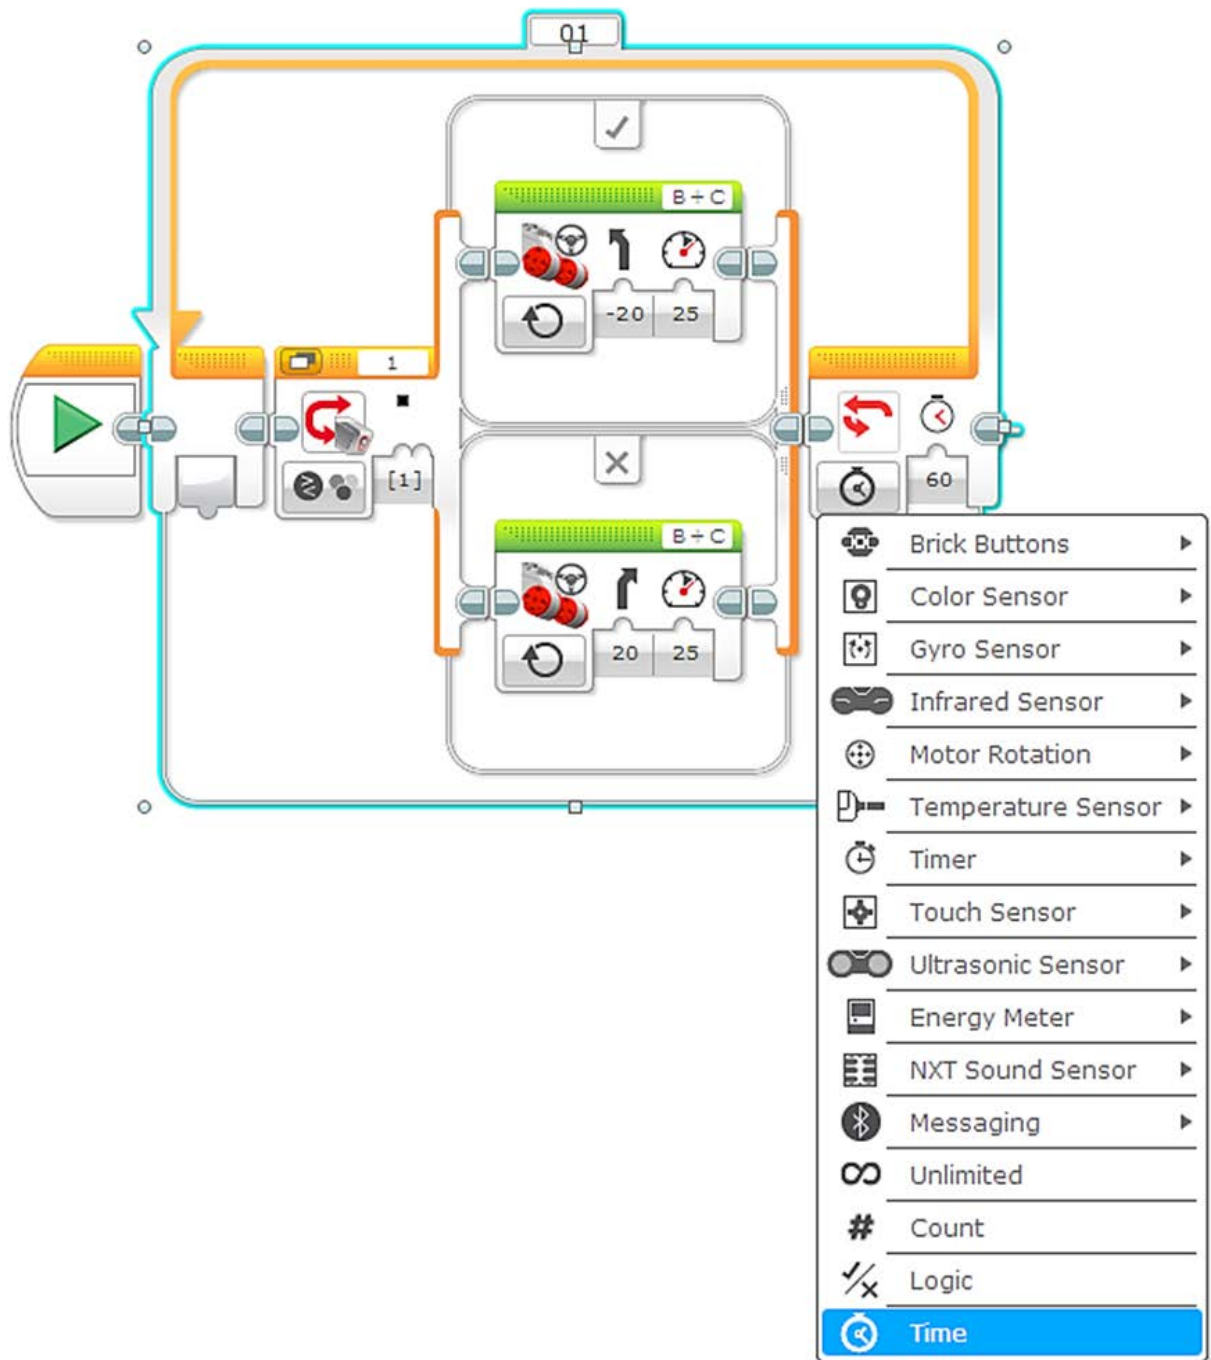 01
B + C
-20 25
1
[1]
60
B + C
20 25
Brick Buttons
Color Sensor
Gyro Sensor
Infrared Sensor
Motor Rotation
Temperature Sensor
Timer
Touch Sensor
Ultrasonic Sensor
Energy Meter
NXT Sound Sensor
Messaging
Unlimited
# Count
Logic
Time